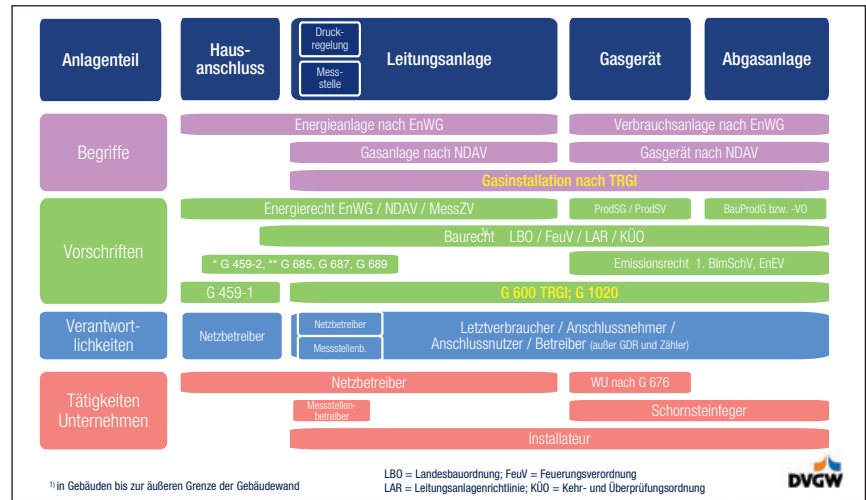 Anlagenteil
Haus-
anschluss
Druck-
regelung
Mess-
stelle
Leitungsanlage
Gasgerät
Abgasanlage
Begriffe
Energieanlage nach EnWG
Verbrauchsanlage nach EnWG
Gasanlage nach NDAV
Gasgerät nach NDAV
Gasinstallation nach TRGI
Vorschriften
Energierecht EnWG / NDAV / MessZV
ProdSG / ProdSV
BauProdG bzw. -VO
Baurecht 1) LBO / FeuV / LAR / KÜO
* G 459-2, ** G 685, G 687, G 689
Emissionsrecht 1. BImSchV, EnEV
G 459-1
G 600 TRGI; G 1020
Verantwort-
lichkeiten
Netzbetreiber
Netzbetreiber
Messstellenb.
Letztverbraucher / Anschlussnehmer /
Anschlussnutzer / Betreiber (außer GDR und Zähler)
Tätigkeiten
Unternehmen
Netzbetreiber
WU nach G 676
Messstellen-
betreiber
Schornsteinfeger
Installateur
1) in Gebäuden bis zur äußeren Grenze der Gebäudewand
LBO = Landesbauordnung; FeuV = Feuerungsverordnung
LAR = Leitungsanlagenrichtlinie; KÜO = Kehr- und Überprüfungsordnung
DVGW